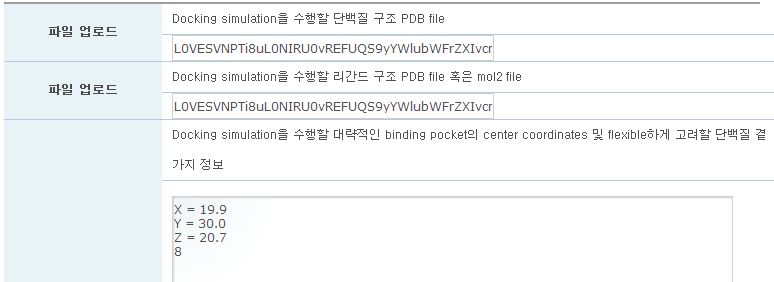 Docking simulation을 수행할 단백질 구조 PDB file
파일 업로드
L0VESVNPTi8uL0NIRU0vREFUQS9yYWlubWFrZXIvcr
Docking simulation을 수행할 리간드 구조 PDB file 혹은 mol2 file
파일 업로드
L0VESVNPTi8uL0NIRU0vREFUQS9yYWlubWFrZXIvcr
Docking simulation을 수행할 대략적인 binding pocket의 center coordinates 및 flexible하게 고려할 단백질 곁
가지 정보
X = 19.9
Y = 30.0
Z = 20.7
8